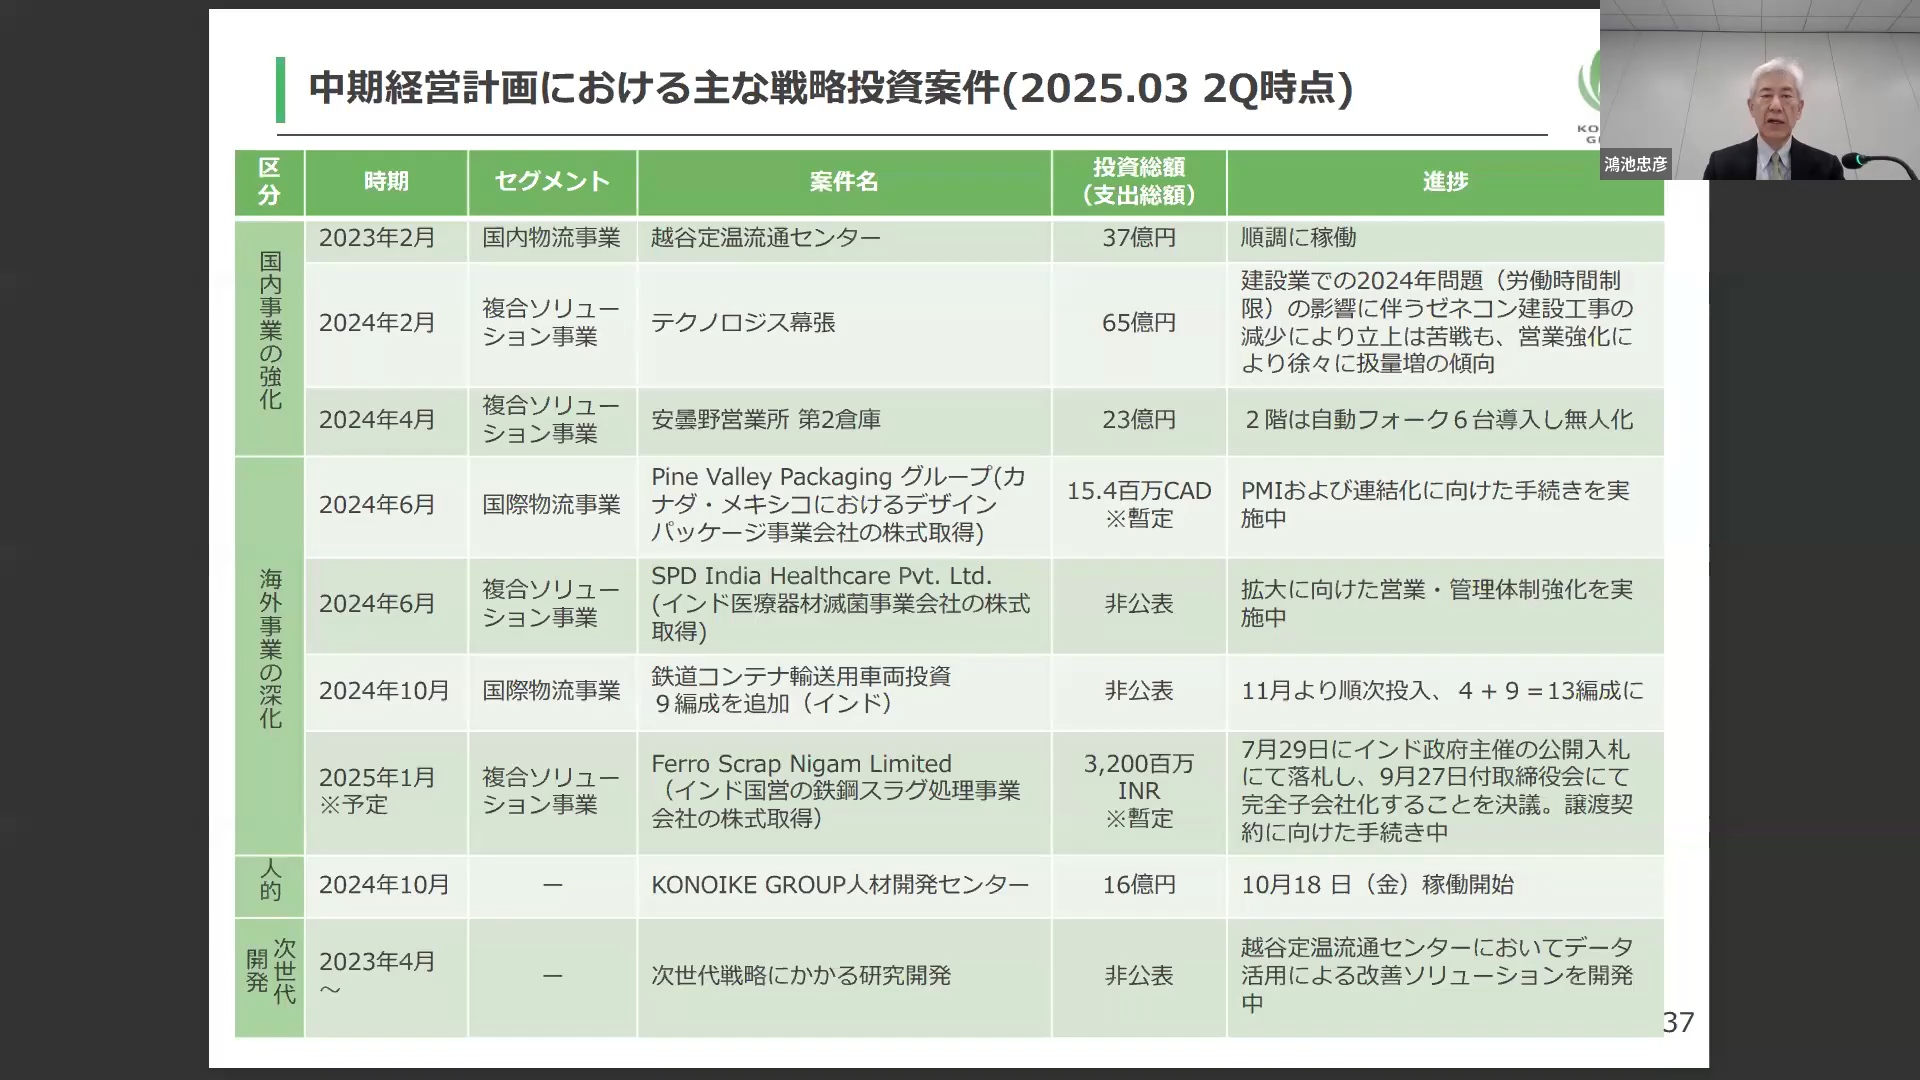 中期経営計画における主な戦略投資案件(2025.03 2Q時点)
KO
G
鴻池忠彦
区分
時期
セグメント
案件名
投資総額
（支出総額）
進捗
国内事業の強化
2023年2月
国内物流事業
越谷定温流通センター
37億円
順調に稼働
2024年2月
複合ソリュー
ション事業
テクノロジス幕張
65億円
建設業での2024年問題（労働時間制
限）の影響に伴うゼネコン建設工事の
減少により立上は苦戦も、営業強化に
より徐々に扱量増の傾向
2024年4月
複合ソリュー
ション事業
安曇野営業所 第2倉庫
23億円
２階は自動フォーク６台導入し無人化
海外事業の深化
2024年6月
国際物流事業
Pine Valley Packaging グループ(カ
ナダ・メキシコにおけるデザイン
パッケージ事業会社の株式取得)
15.4百万CAD
※暫定
PMIおよび連結化に向けた手続きを実
施中
2024年6月
複合ソリュー
ション事業
SPD India Healthcare Pvt. Ltd.
(インド医療器材滅菌事業会社の株式
取得)
非公表
拡大に向けた営業・管理体制強化を実
施中
2024年10月
国際物流事業
鉄道コンテナ輸送用車両投資
９編成を追加（インド）
非公表
11月より順次投入、４＋９＝13編成に
2025年1月
※予定
複合ソリュー
ション事業
Ferro Scrap Nigam Limited
（インド国営の鉄鋼スラグ処理事業
会社の株式取得）
3,200百万
INR
※暫定
7月29日にインド政府主催の公開入札
にて落札し、9月27日付取締役会にて
完全子会社化することを決議。譲渡契
約に向けた手続き中
人的
2024年10月
ー
KONOIKE GROUP人材開発センター
16億円
10月18 日（金）稼働開始
次世代
開発
2023年4月
～
ー
次世代戦略にかかる研究開発
非公表
越谷定温流通センターにおいてデータ
活用による改善ソリューションを開発
中
37